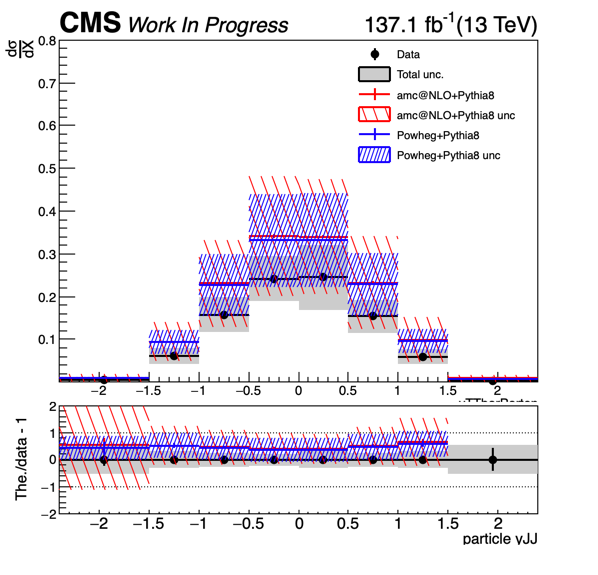 CMS Work In Progress 137.1 fb⁻¹(13 TeV)
dσ
dX
Data
Total unc.
amc@NLO+Pythia8
amc@NLO+Pythia8 unc
Powheg+Pythia8
Powheg+Pythia8 unc
0.8
0.7
0.6
0.5
0.4
0.3
0.2
0.1
−2 −1.5 −1 −0.5 0 0.5 1 1.5 2
The./data - 1
2
1
0
−1
−2
−2 −1.5 −1 −0.5 0 0.5 1 1.5 2
particle yJJ